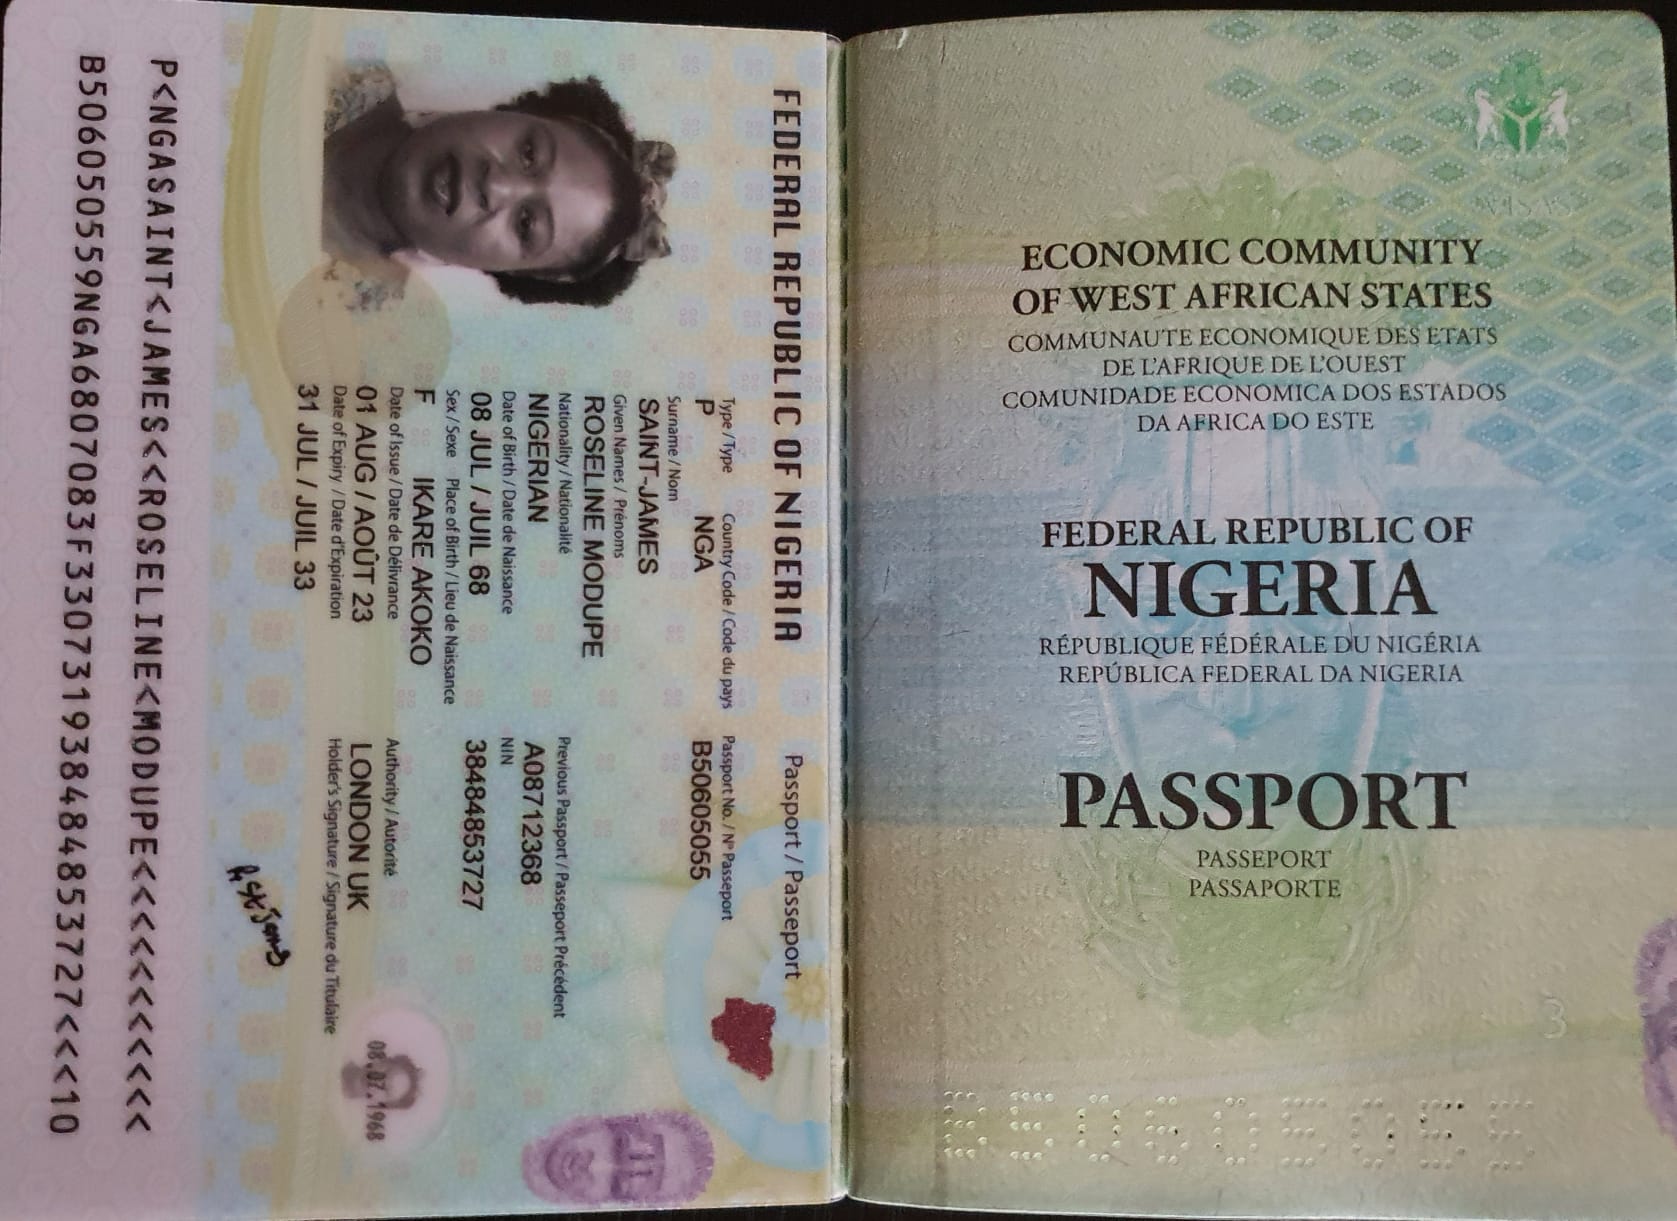 FEDERAL REPUBLIC OF NIGERIA
Passport / Passeport
Type / Type Country Code / Code du pays Passport No. / N° Passeport
P NGA B50605055
Surname / Nom
SAINT-JAMES
Given Names / Prénoms
ROSELINE MODUPE
Nationality / Nationalité Previous Passport / Passeport Précédent
NIGERIAN A08712368
Date of Birth / Date de Naissance NIN
08 JUL / JUIL 68 38484853727
Sex / Sexe Place of Birth / Lieu de Naissance
F IKARE AKOKO
Date of Issue / Date de Délivrance Authority / Autorité
01 AUG / AOÛT 23 LONDON UK
Date of Expiry / Date d'Expiration Holder's Signature / Signature du Titulaire
31 JUL / JUIL 33
08.07.1968
P<NGASAINT<JAMES<<ROSELINE<MODUPE<<<<<<<<<<<
B506050559NGA6807083F330731938484853727<<<10
ECONOMIC COMMUNITY
OF WEST AFRICAN STATES
COMMUNAUTE ECONOMIQUE DES ETATS
DE L'AFRIQUE DE L'OUEST
COMUNIDADE ECONOMICA DOS ESTADOS
DA AFRICA DO ESTE
FEDERAL REPUBLIC OF
NIGERIA
RÉPUBLIQUE FÉDÉRALE DU NIGÉRIA
REPÚBLICA FEDERAL DA NIGERIA
PASSPORT
PASSEPORT
PASSAPORTE
3